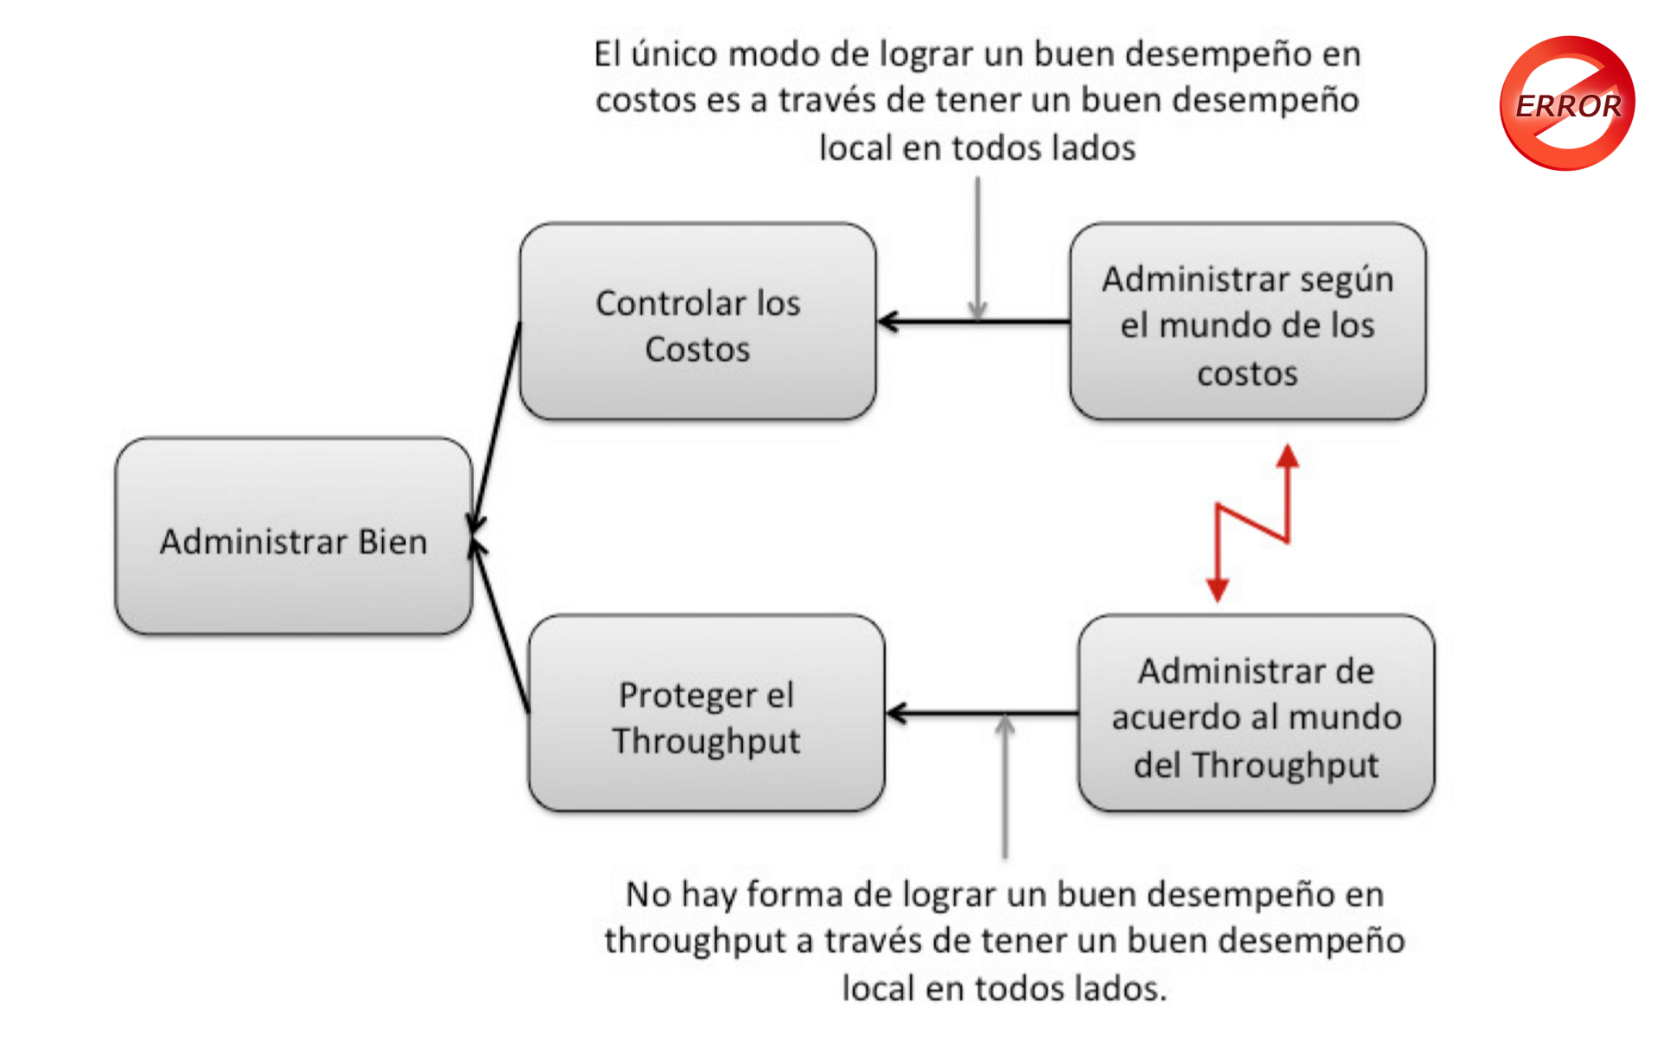 El único modo de lograr un buen desempeño en
costos es a través de tener un buen desempeño
local en todos lados
ERROR
Controlar los
Costos
Administrar según
el mundo de los
costos
Administrar Bien
Proteger el
Throughput
Administrar de
acuerdo al mundo
del Throughput
No hay forma de lograr un buen desempeño en
throughput a través de tener un buen desempeño
local en todos lados.